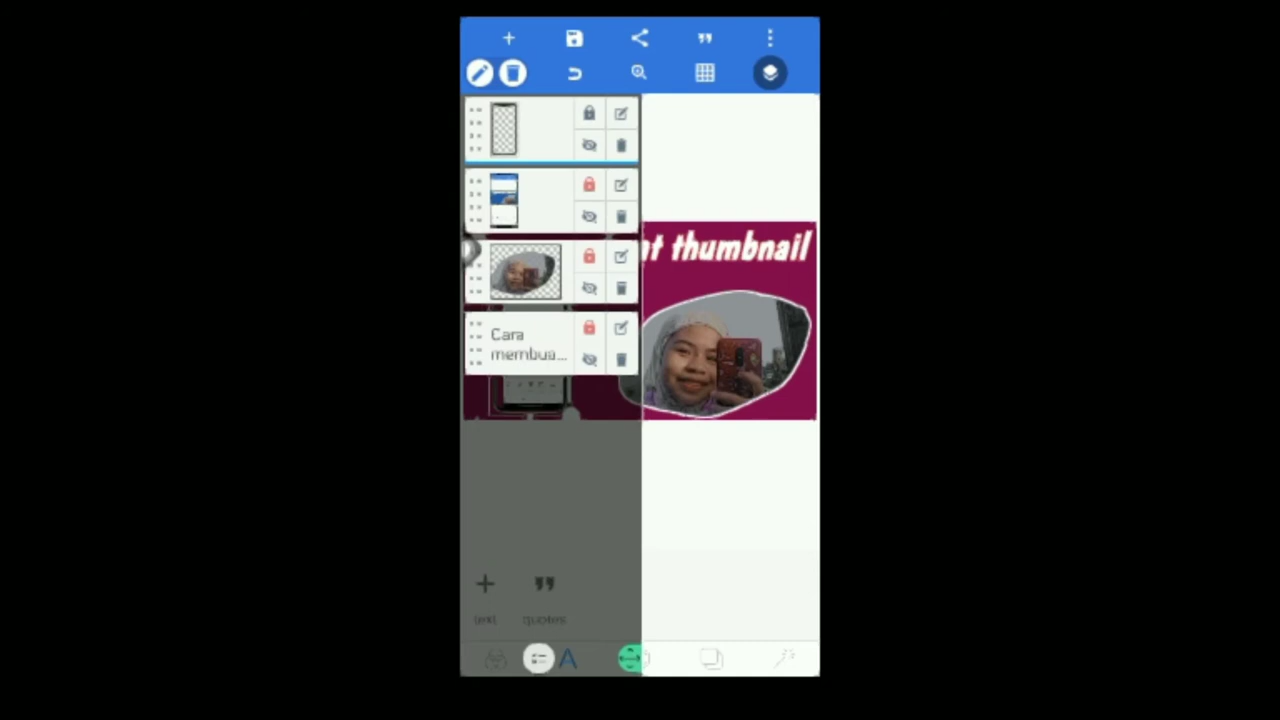 nt thumbnail
Cara
membua...
text
quotes
A